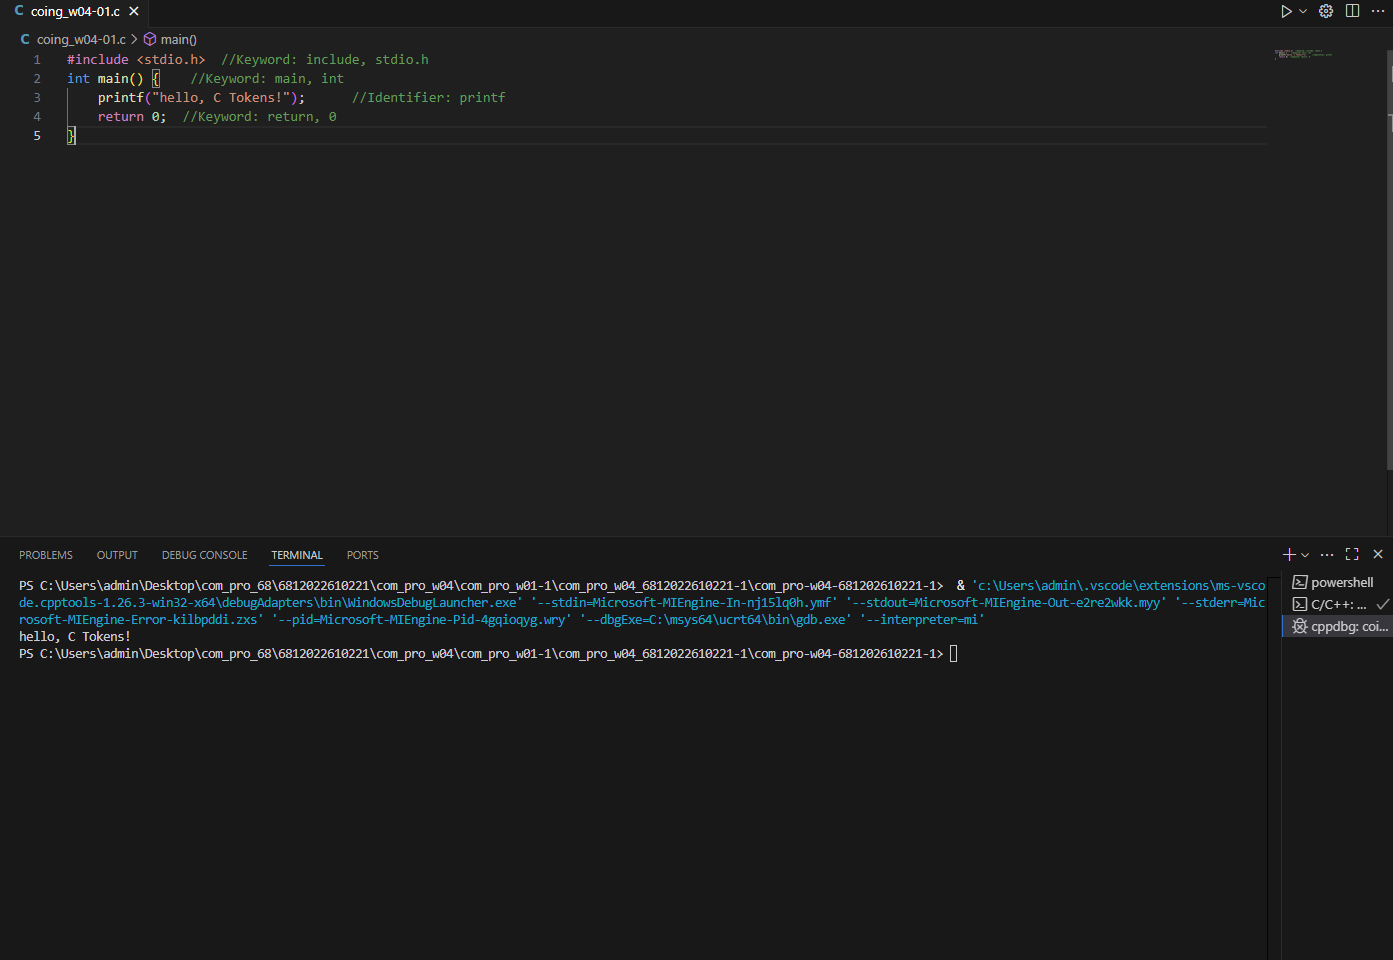 C coing_w04-01.c
C coing_w04-01.c > main()
1 #include <stdio.h>  //Keyword: include, stdio.h
2 int main() {    //Keyword: main, int
3     printf("hello, C Tokens!");      //Identifier: printf
4     return 0;  //Keyword: return, 0
5 }
PROBLEMS OUTPUT DEBUG CONSOLE TERMINAL PORTS
PS C:\Users\admin\Desktop\com_pro_68\6812022610221\com_pro_w04\com_pro_w01-1\com_pro_w04_6812022610221-1\com_pro-w04-681202610221-1>  & 'c:\Users\admin\.vscode\extensions\ms-vsco
de.cpptools-1.26.3-win32-x64\debugAdapters\bin\WindowsDebugLauncher.exe' '--stdin=Microsoft-MIEngine-In-nj15lq0h.ymf' '--stdout=Microsoft-MIEngine-Out-e2re2wkk.myy' '--stderr=Mic
rosoft-MIEngine-Error-kilbpddi.zxs' '--pid=Microsoft-MIEngine-Pid-4gqioqyg.wry' '--dbgExe=C:\msys64\ucrt64\bin\gdb.exe' '--interpreter=mi'
hello, C Tokens!
PS C:\Users\admin\Desktop\com_pro_68\6812022610221\com_pro_w04\com_pro_w01-1\com_pro_w04_6812022610221-1\com_pro-w04-681202610221-1>
powershell
C/C++: ...
cppdbg: coi...